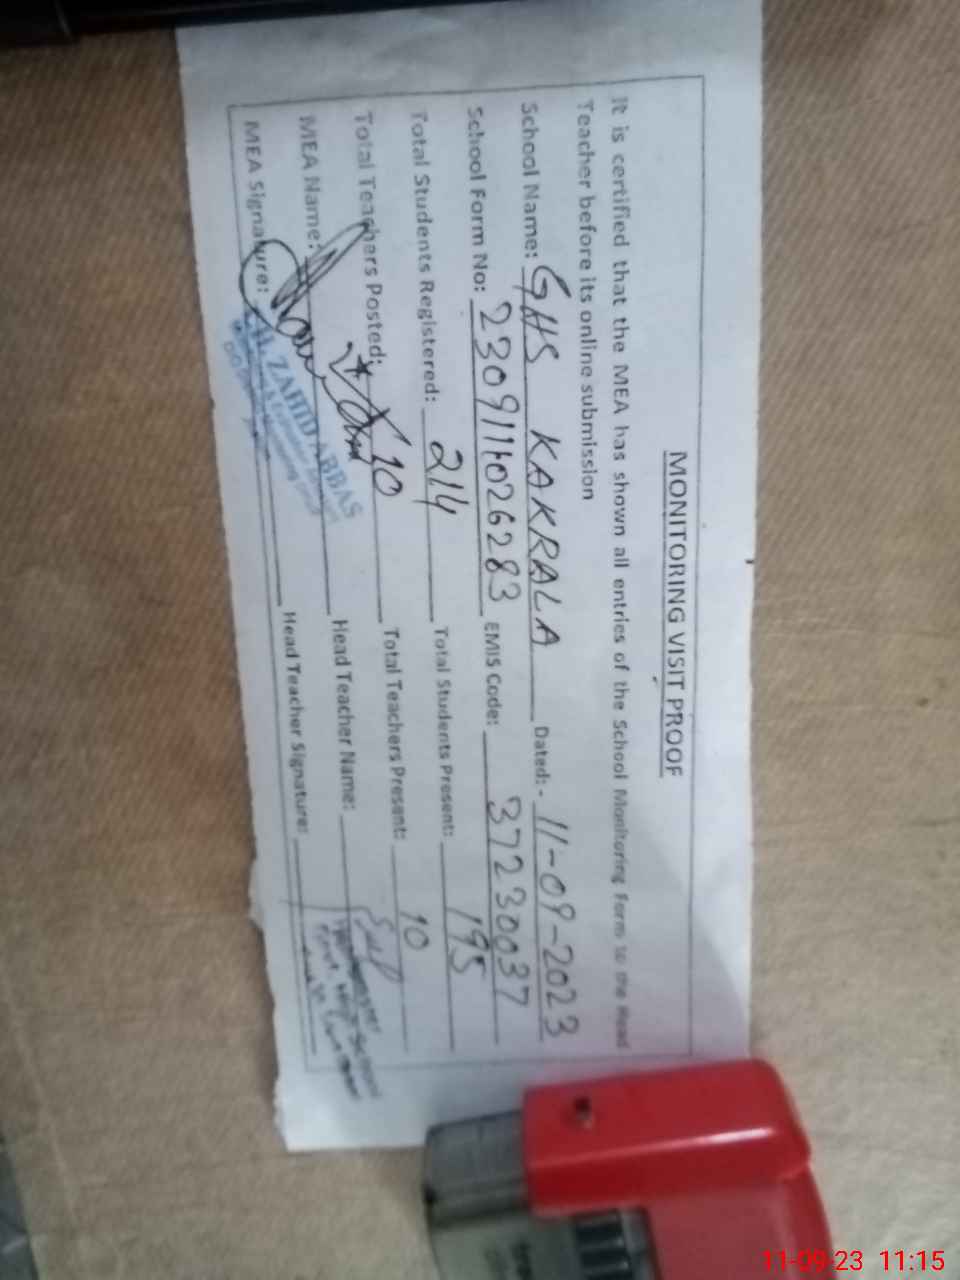 MONITORING VISIT PROOF
It is certified that the MEA has shown all entries of the School Monitoring Form to the Head
Teacher before its online submission
School Name: GHS KAKRALA Dated:- 11-09-2023
School Form No: 2309111026283 EMIS Code: 37230037
Total Students Registered: 214 Total Students Present: 195
Total Teachers Posted: 10 Total Teachers Present: 10
MEA Name: Head Teacher Name:
MEA Signature: Head Teacher Signature:
ZAHID ABBAS
11-09-23 11:15